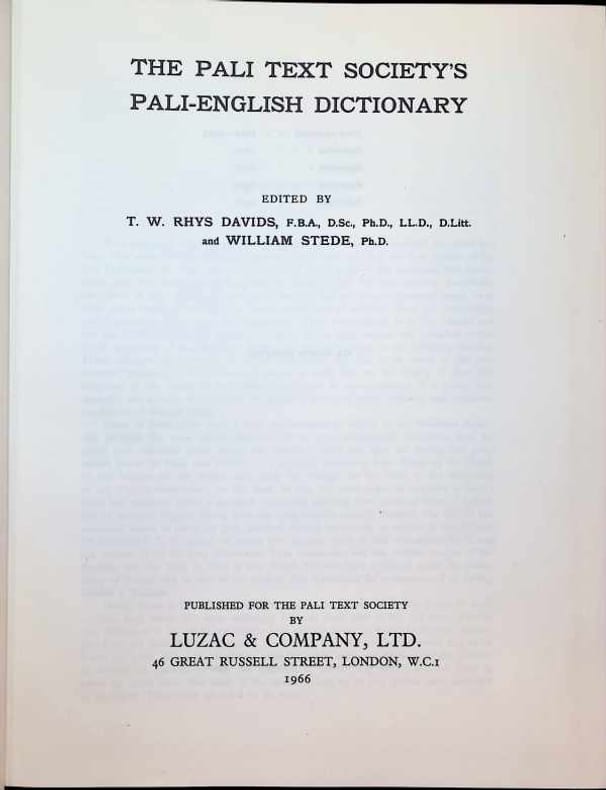 THE PALI TEXT SOCIETY'S
PALI-ENGLISH DICTIONARY
EDITED BY
T. W. RHYS DAVIDS, F.B.A., D.Sc., Ph.D., LL.D., D.Litt.
and WILLIAM STEDE, Ph.D.
PUBLISHED FOR THE PALI TEXT SOCIETY
BY
LUZAC & COMPANY, LTD.
46 GREAT RUSSELL STREET, LONDON, W.C.1
1966